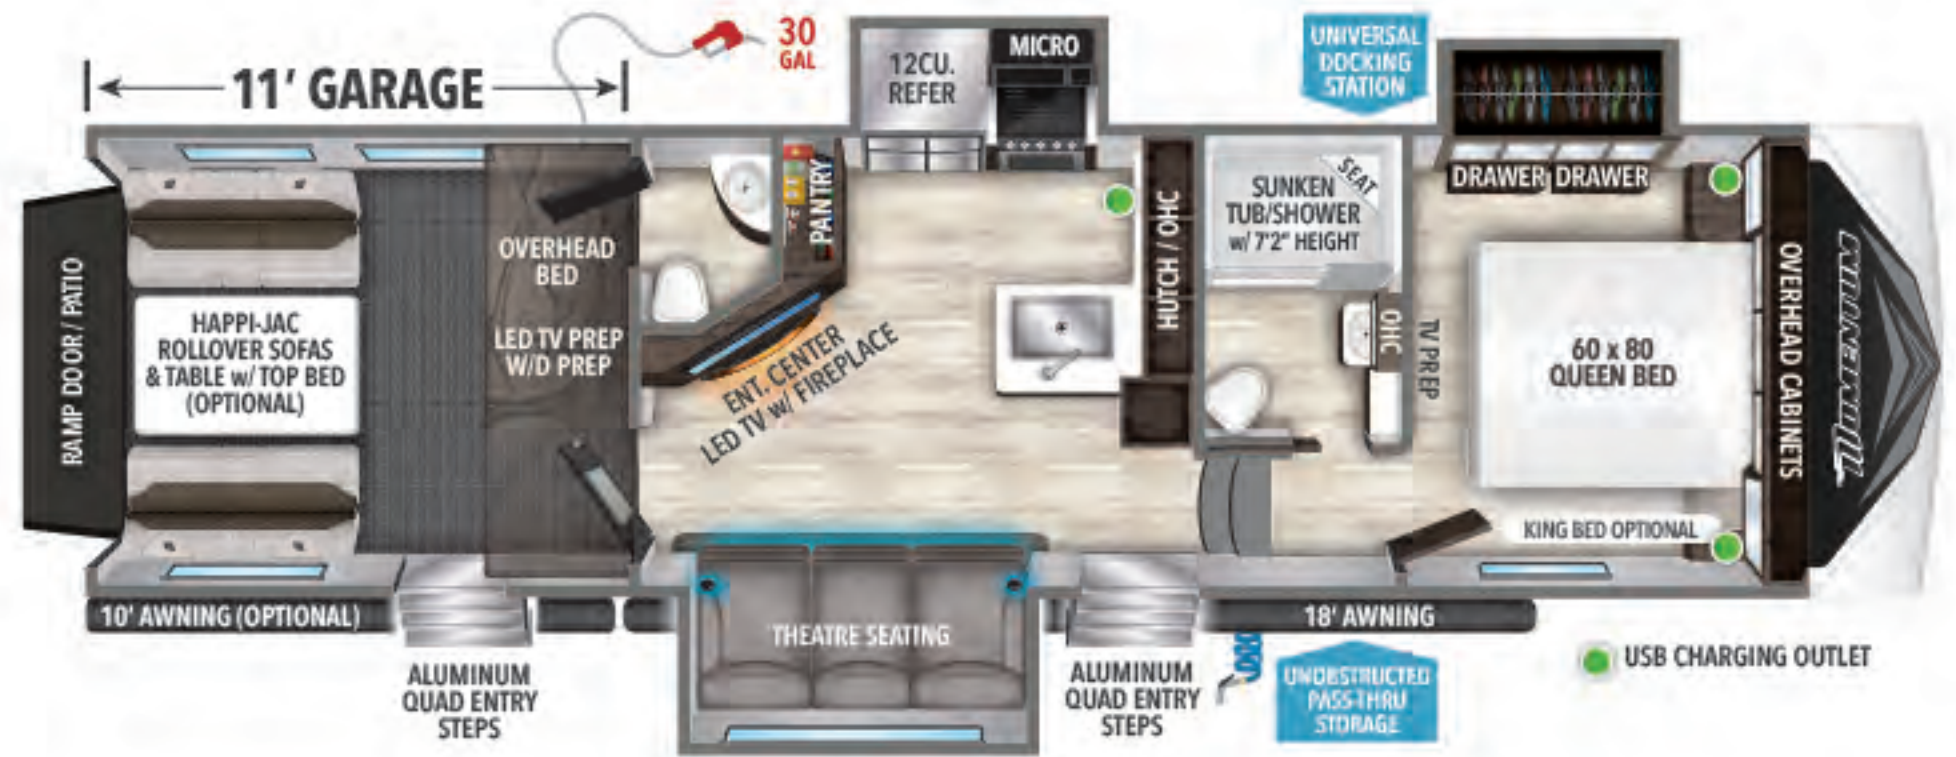 30
GAL
11' GARAGE
12CU.
REFER
MICRO
UNIVERSAL
DOCKING
STATION
PANTRY
HUTCH / OHC
SUNKEN
TUB/SHOWER
w/ 7'2" HEIGHT
SEAT
DRAWER DRAWER
OVERHEAD
BED
LED TV PREP
W/D PREP
RAMP DOOR / PATIO
HAPPI-JAC
ROLLOVER SOFAS
& TABLE w/ TOP BED
(OPTIONAL)
ENT. CENTER
LED TV w/ FIREPLACE
OHC
TV PREP
60 x 80
QUEEN BED
OVERHEAD CABINETS
MOMENTUM
KING BED OPTIONAL
10' AWNING (OPTIONAL)
THEATRE SEATING
18' AWNING
ALUMINUM
QUAD ENTRY
STEPS
ALUMINUM
QUAD ENTRY
STEPS
UNOBSTRUCTED
PASS-THRU
STORAGE
USB CHARGING OUTLET